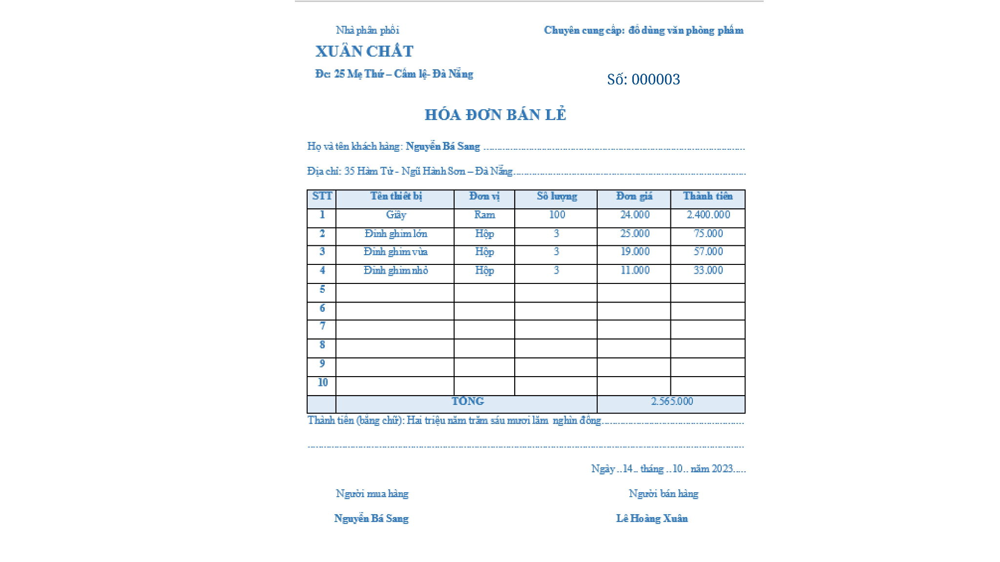 Nhà phân phối
Chuyên cung cấp: đồ dùng văn phòng phẩm
XUÂN CHẤT
Đc: 25 Mẹ Thứ – Cẩm lệ- Đà Nẵng
Số: 000003
HÓA ĐƠN BÁN LẺ
Họ và tên khách hàng: Nguyễn Bá Sang ..........
Địa chỉ: 35 Hàm Tử - Ngũ Hành Sơn – Đà Nẵng..........
STT Tên thiết bị Đơn vị Số lượng Đơn giá Thành tiền
1 Giấy Ram 100 24.000 2.400.000
2 Đinh ghim lớn Hộp 3 25.000 75.000
3 Đinh ghim vừa Hộp 3 19.000 57.000
4 Đinh ghim nhỏ Hộp 3 11.000 33.000
5
6
7
8
9
10
TỔNG 2.565.000
Thành tiền (bằng chữ): Hai triệu năm trăm sáu mươi lăm nghìn đồng..........
Ngày ..14.. tháng ..10.. năm 2023.....
Người mua hàng Người bán hàng
Nguyễn Bá Sang Lê Hoàng Xuân